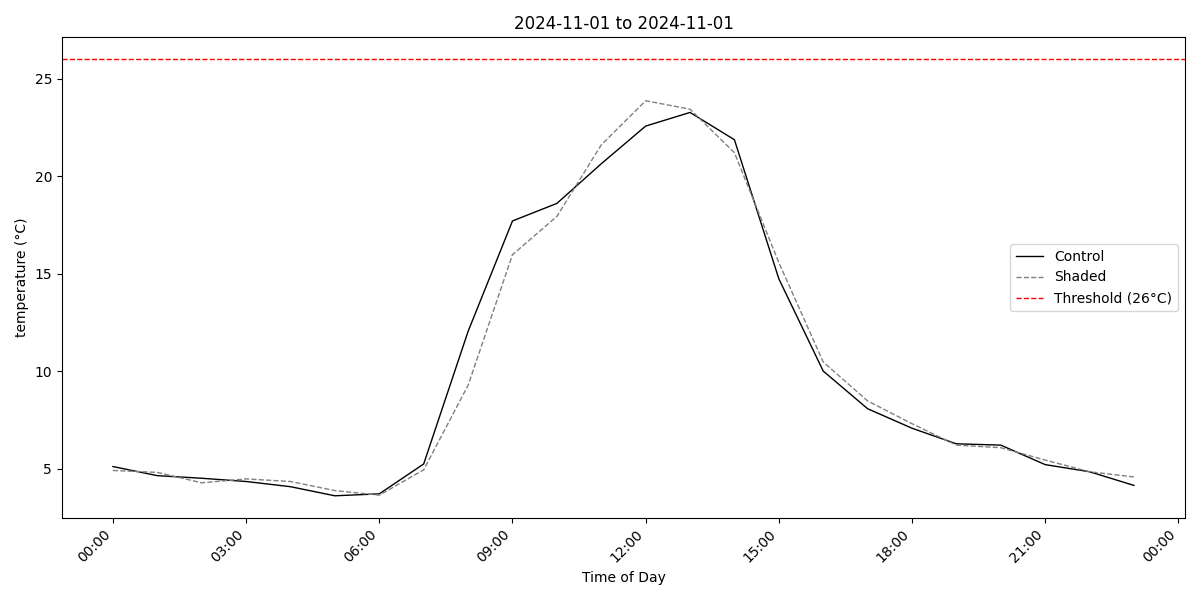 2024-11-01 to 2024-11-01
temperature (°C)
25
20
15
10
5
Control
Shaded
Threshold (26°C)
00:00
03:00
06:00
09:00
12:00
15:00
18:00
21:00
00:00
Time of Day